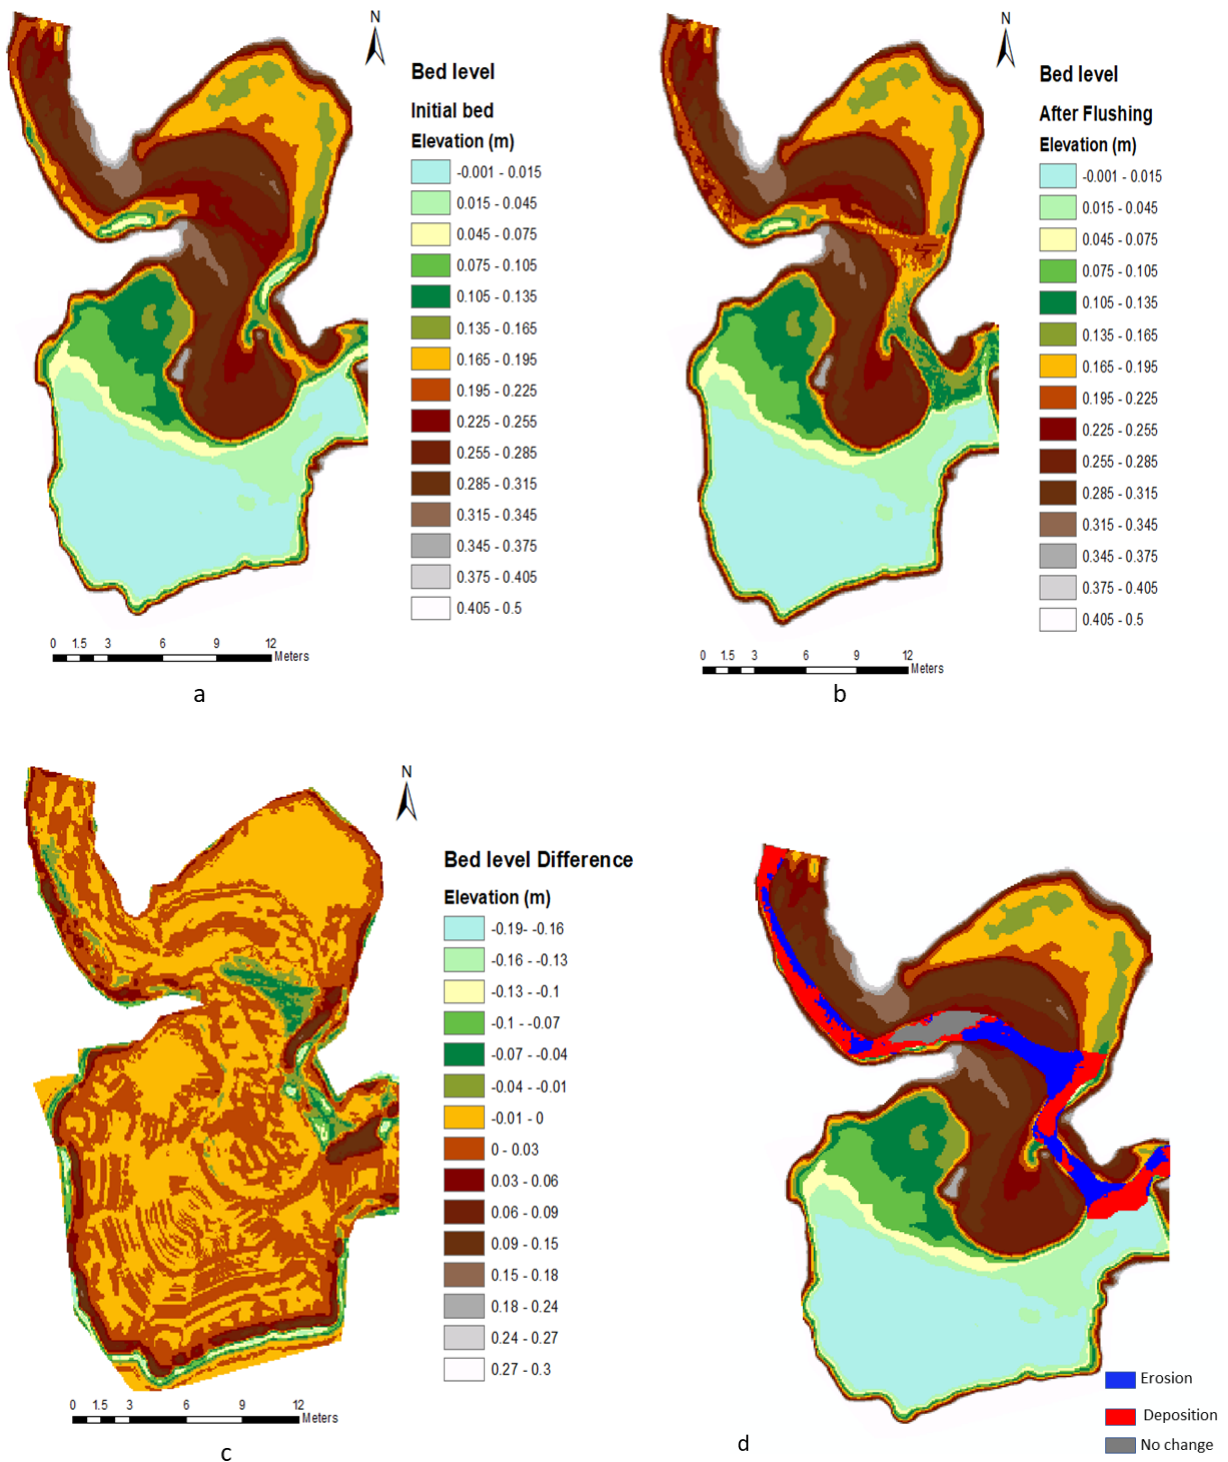 N
Bed level
Initial bed
Elevation (m)
-0.001 - 0.015
0.015 - 0.045
0.045 - 0.075
0.075 - 0.105
0.105 - 0.135
0.135 - 0.165
0.165 - 0.195
0.195 - 0.225
0.225 - 0.255
0.255 - 0.285
0.285 - 0.315
0.315 - 0.345
0.345 - 0.375
0.375 - 0.405
0.405 - 0.5
0 1.5 3 6 9 12
Meters
a
N
Bed level
After Flushing
Elevation (m)
-0.001 - 0.015
0.015 - 0.045
0.045 - 0.075
0.075 - 0.105
0.105 - 0.135
0.135 - 0.165
0.165 - 0.195
0.195 - 0.225
0.225 - 0.255
0.255 - 0.285
0.285 - 0.315
0.315 - 0.345
0.345 - 0.375
0.375 - 0.405
0.405 - 0.5
0 1.5 3 6 9 12
Meters
b
N
Bed level Difference
Elevation (m)
-0.19- -0.16
-0.16 - -0.13
-0.13 - -0.1
-0.1 - -0.07
-0.07 - -0.04
-0.04 - -0.01
-0.01 - 0
0 - 0.03
0.03 - 0.06
0.06 - 0.09
0.09 - 0.15
0.15 - 0.18
0.18 - 0.24
0.24 - 0.27
0.27 - 0.3
0 1.5 3 6 9 12
Meters
c
Erosion
Deposition
No change
d